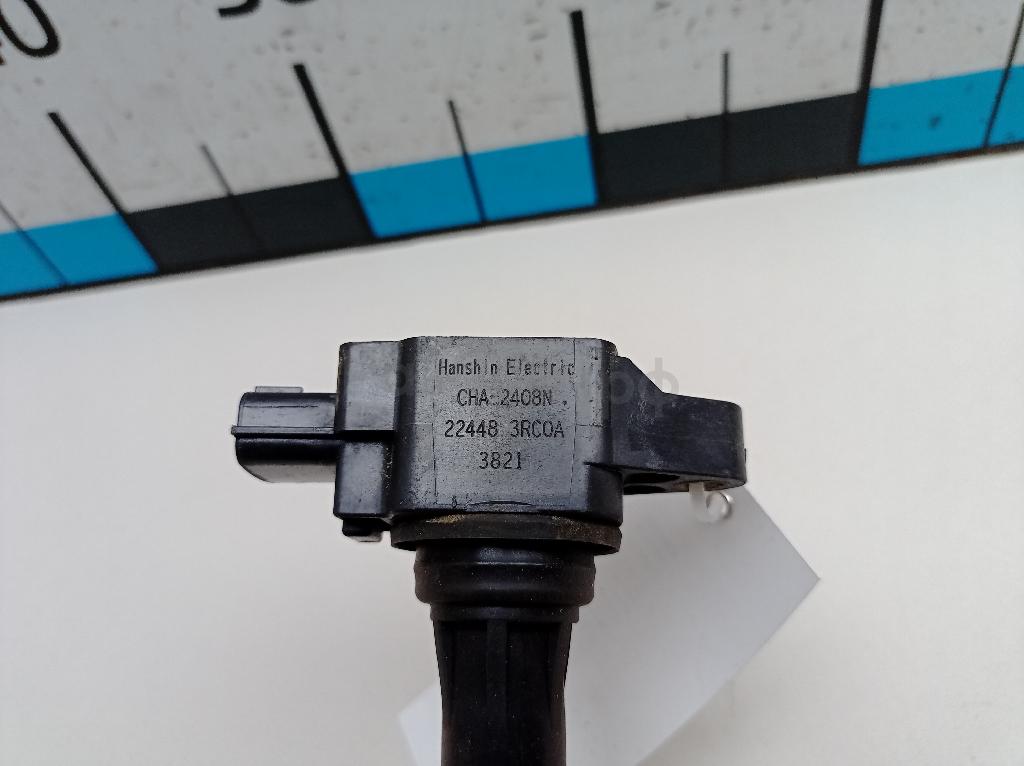 Hanshin Electric
CHA-2408N
22448 3RC0A
3821